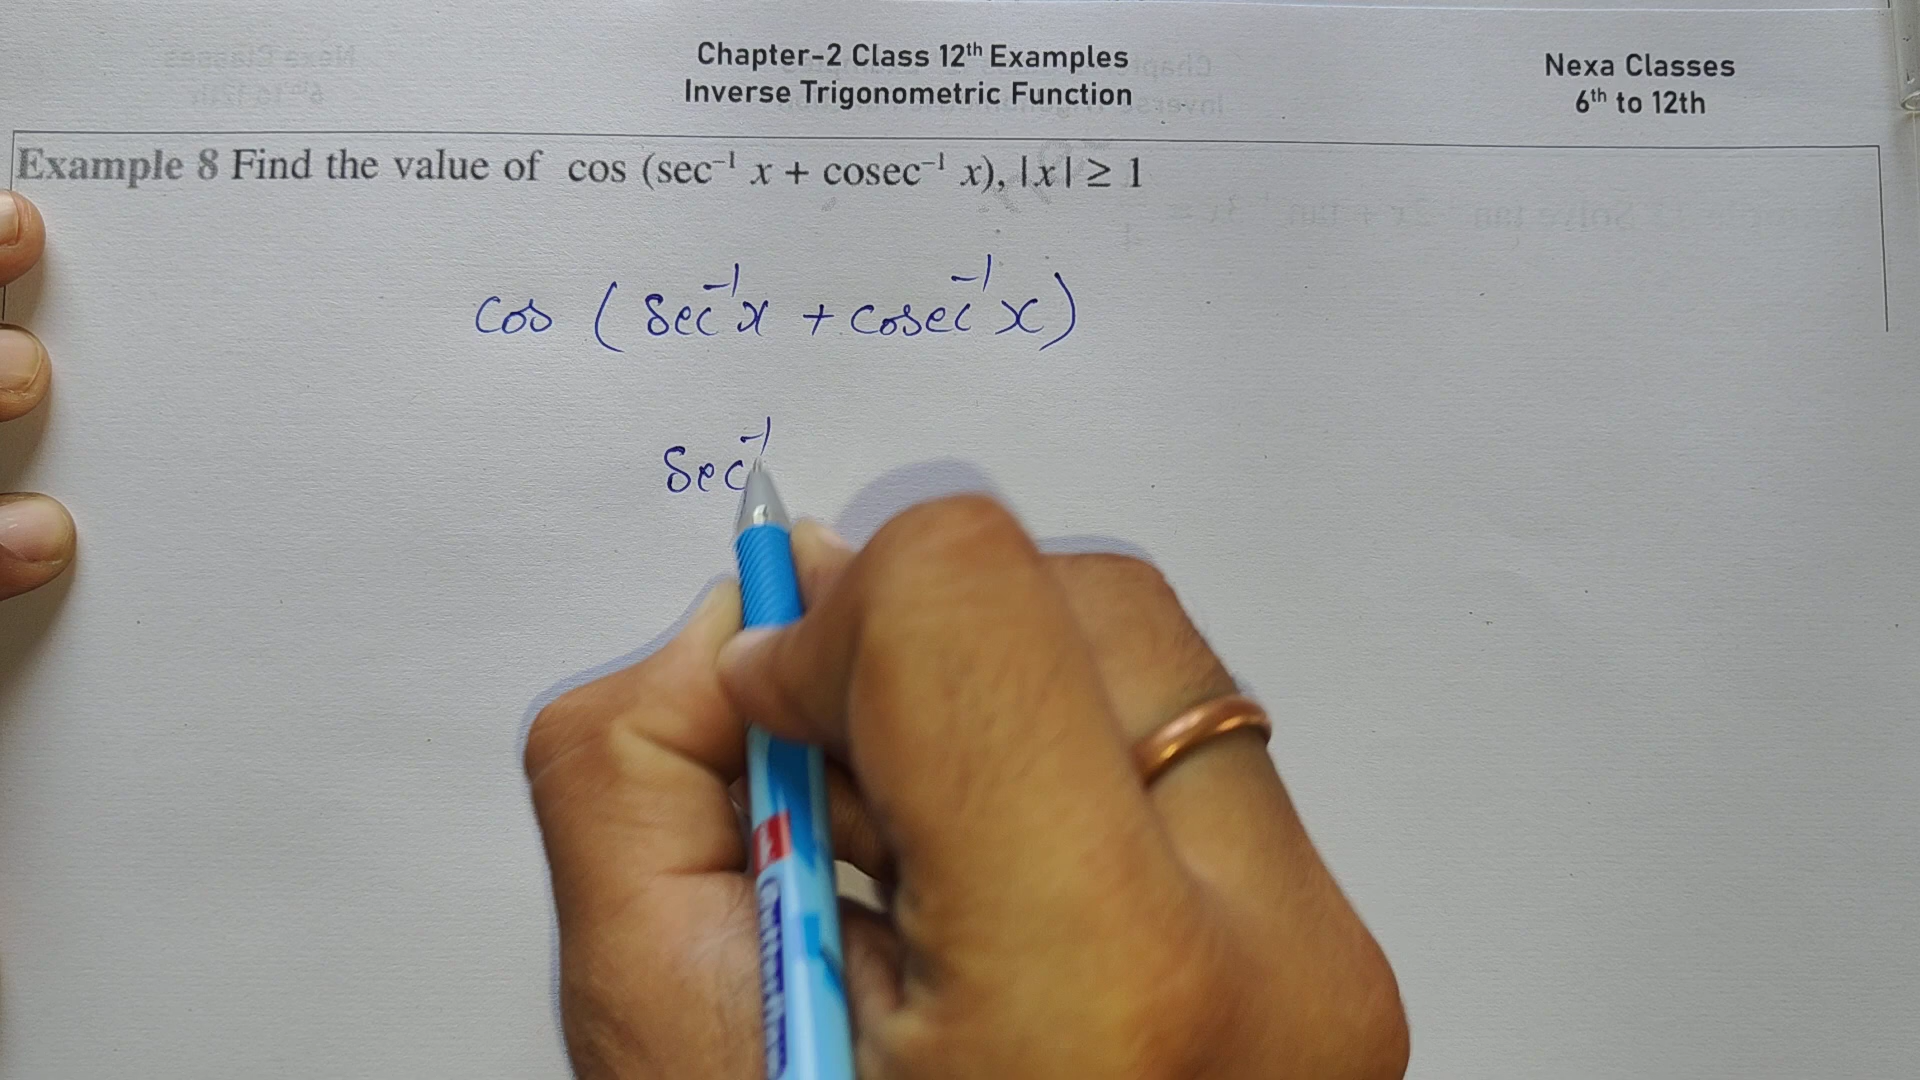 Chapter-2 Class 12th Examples
Inverse Trigonometric Function
Nexa Classes
6th to 12th
Example 8 Find the value of cos (sec⁻¹ x + cosec⁻¹ x), |x| ≥ 1
cos ( sec⁻¹x + cosec⁻¹x )
sec⁻¹